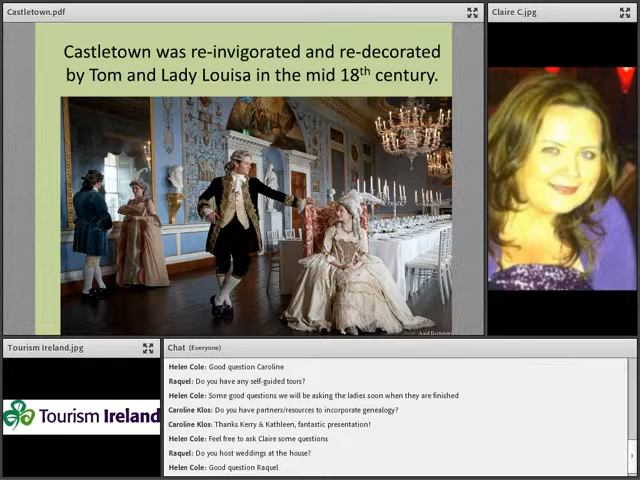 Castletown.pdf
Castletown was re-invigorated and re-decorated
by Tom and Lady Louisa in the mid 18th century.
Claire C.jpg
Tourism Ireland.jpg
Tourism Ireland
Chat (Everyone)
Helen Cole: Good question Caroline
Raquel: Do you have any self-guided tours?
Helen Cole: Some good questions we will be asking the ladies soon when they are finished
Caroline Klos: Do you have partners/resources to incorporate genealogy?
Caroline Klos: Thanks Kerry & Kathleen, fantastic presentation!
Helen Cole: Feel free to ask Claire some questions
Raquel: Do you host weddings at the house?
Helen Cole: Good question Raquel